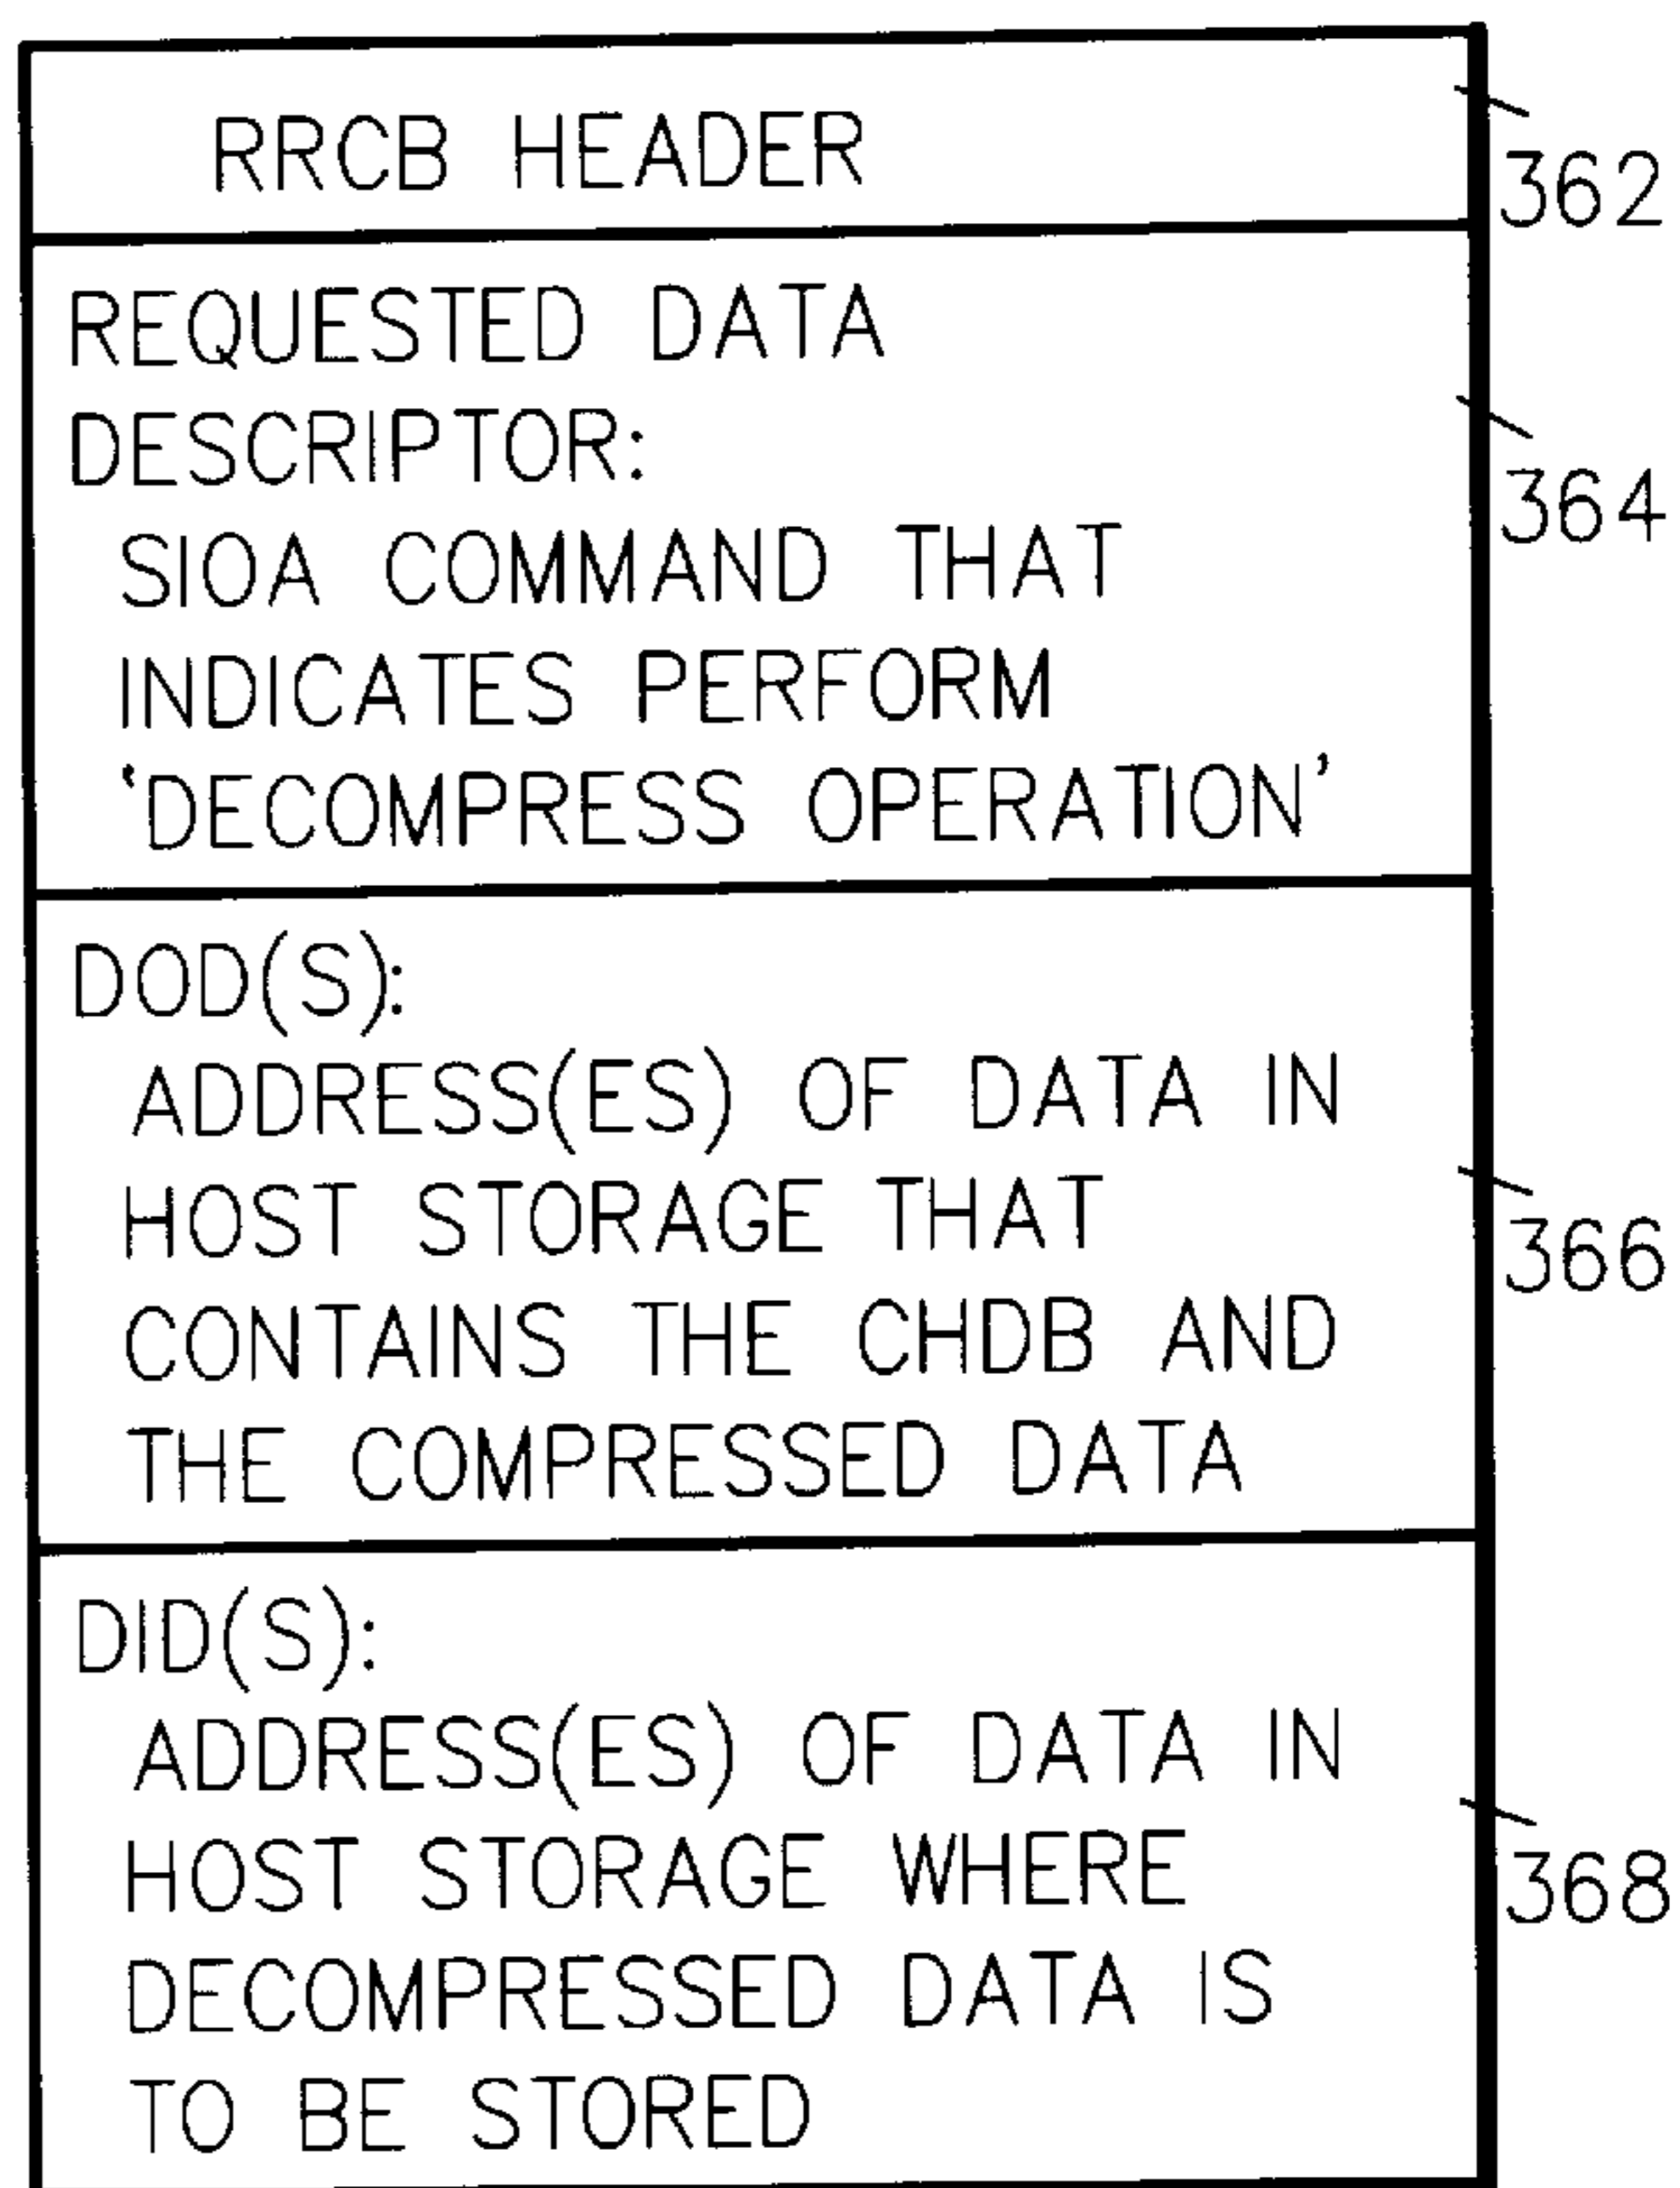 RRCB HEADER
362
REQUESTED DATA
DESCRIPTOR:
SIOA COMMAND THAT
INDICATES PERFORM
‘DECOMPRESS OPERATION’
364
DOD(S):
ADDRESS(ES) OF DATA IN
HOST STORAGE THAT
CONTAINS THE CHDB AND
THE COMPRESSED DATA
366
DID(S):
ADDRESS(ES) OF DATA IN
HOST STORAGE WHERE
DECOMPRESSED DATA IS
TO BE STORED
368